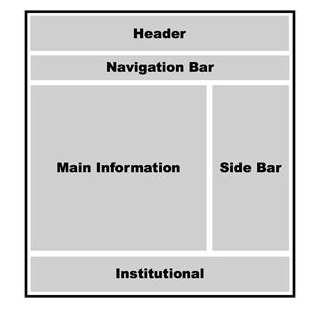 Header
Navigation Bar
Main Information
Side Bar
Institutional